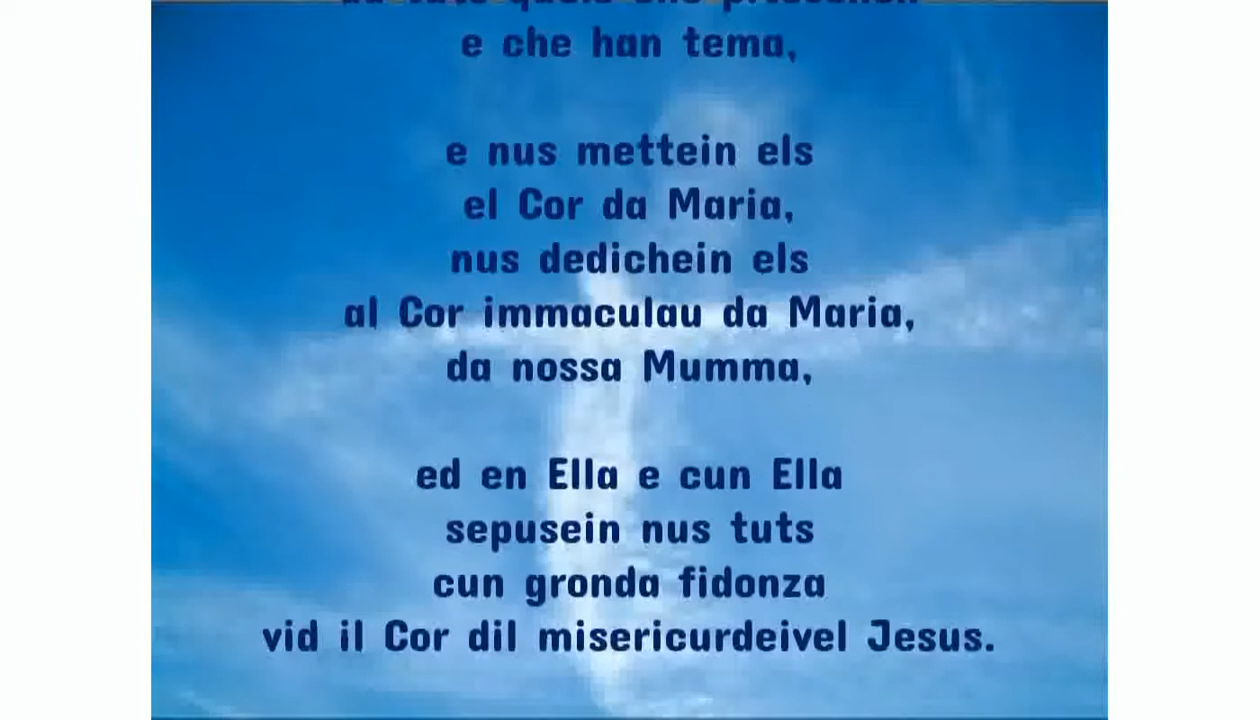 e che han tema,
e nus mettein els
el Cor da Maria,
nus dedichein els
al Cor immaculau da Maria,
da nossa Mumma,
ed en Ella e cun Ella
sepusein nus tuts
cun gronda fidonza
vid il Cor dil misericurdeivel Jesus.